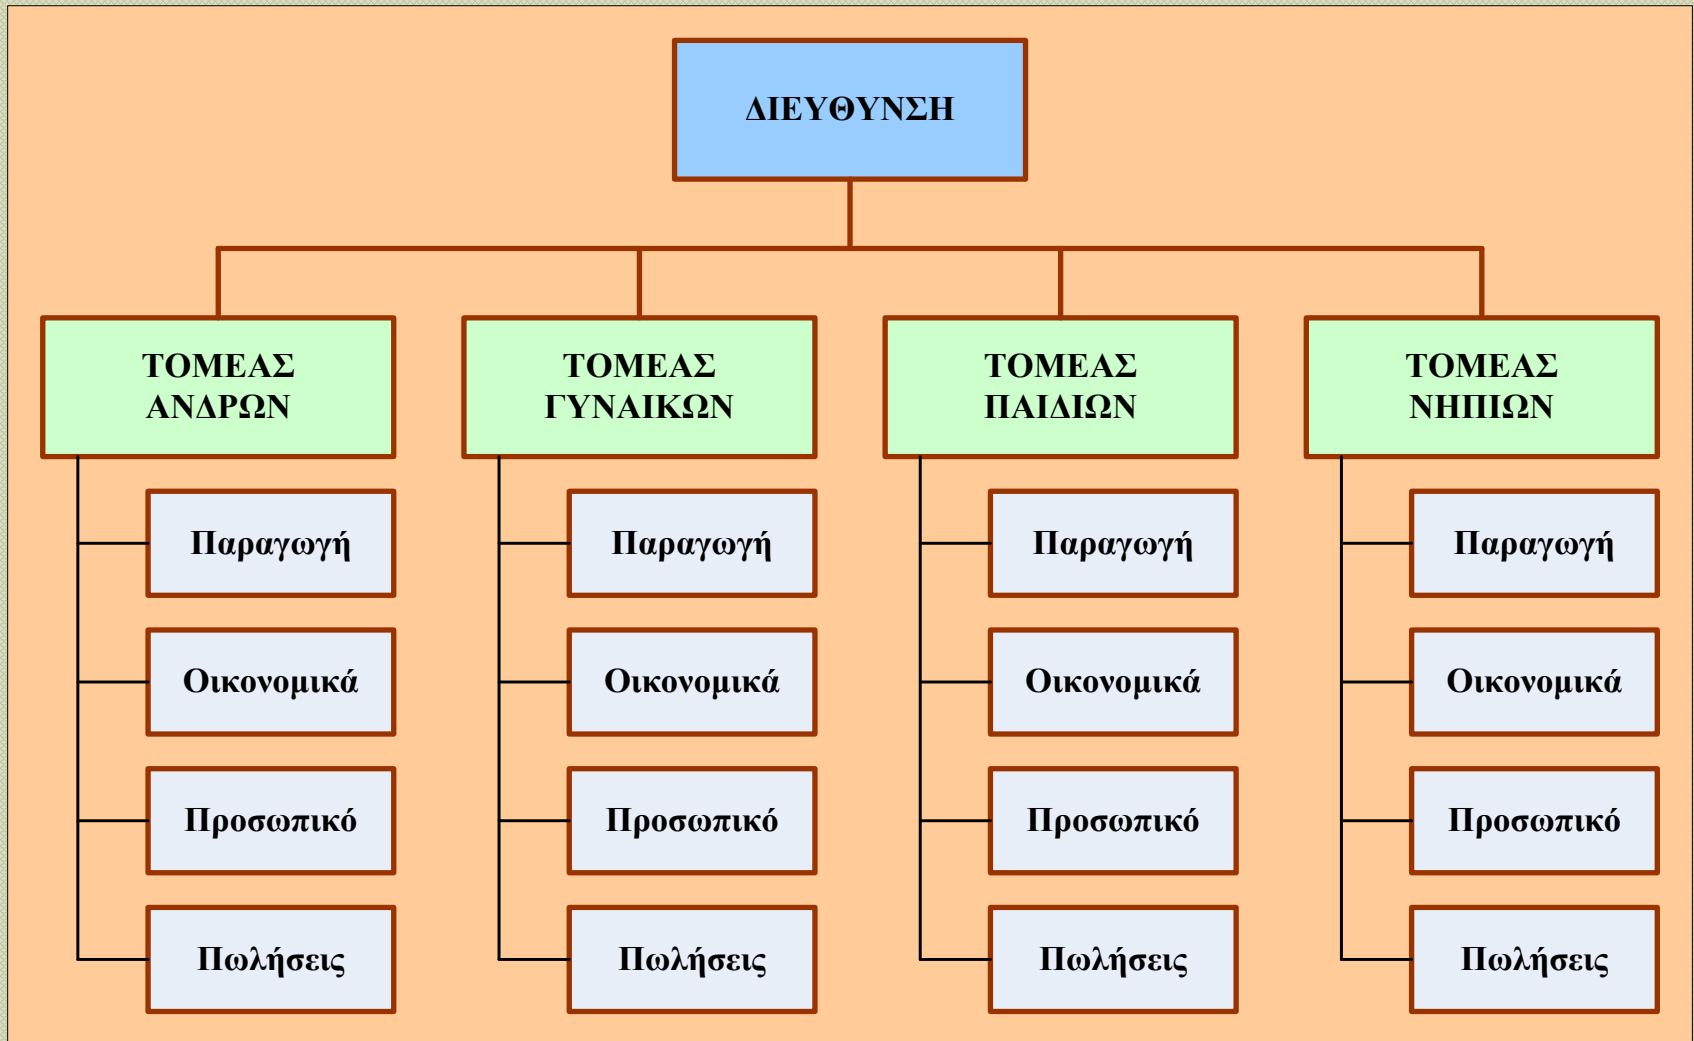 ΔΙΕΥΘΥΝΣΗ
ΤΟΜΕΑΣ
ΑΝΔΡΩΝ
Παραγωγή
Οικονομικά
Προσωπικό
Πωλήσεις
ΤΟΜΕΑΣ
ΓΥΝΑΙΚΩΝ
Παραγωγή
Οικονομικά
Προσωπικό
Πωλήσεις
ΤΟΜΕΑΣ
ΠΑΙΔΙΩΝ
Παραγωγή
Οικονομικά
Προσωπικό
Πωλήσεις
ΤΟΜΕΑΣ
ΝΗΠΙΩΝ
Παραγωγή
Οικονομικά
Προσωπικό
Πωλήσεις